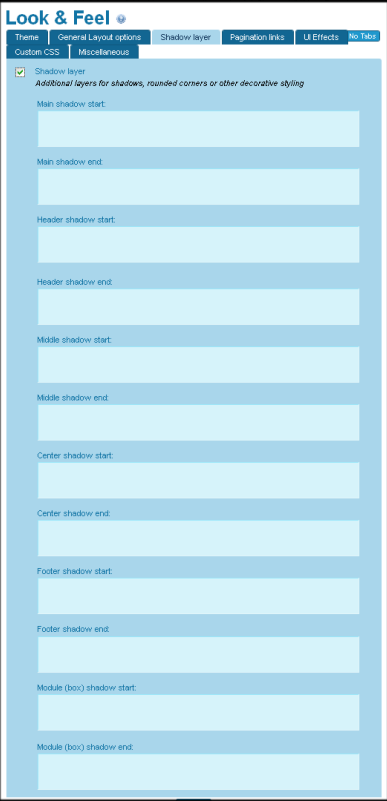 Look & Feel
Theme General Layout options Shadow layer Pagination links UI Effects No Tabs
Custom CSS Miscellaneous
Shadow layer
Additional layers for shadows, rounded corners or other decorative styling
Main shadow start:
Main shadow end:
Header shadow start:
Header shadow end:
Middle shadow start:
Middle shadow end:
Center shadow start:
Center shadow end:
Footer shadow start:
Footer shadow end:
Module (box) shadow start:
Module (box) shadow end: